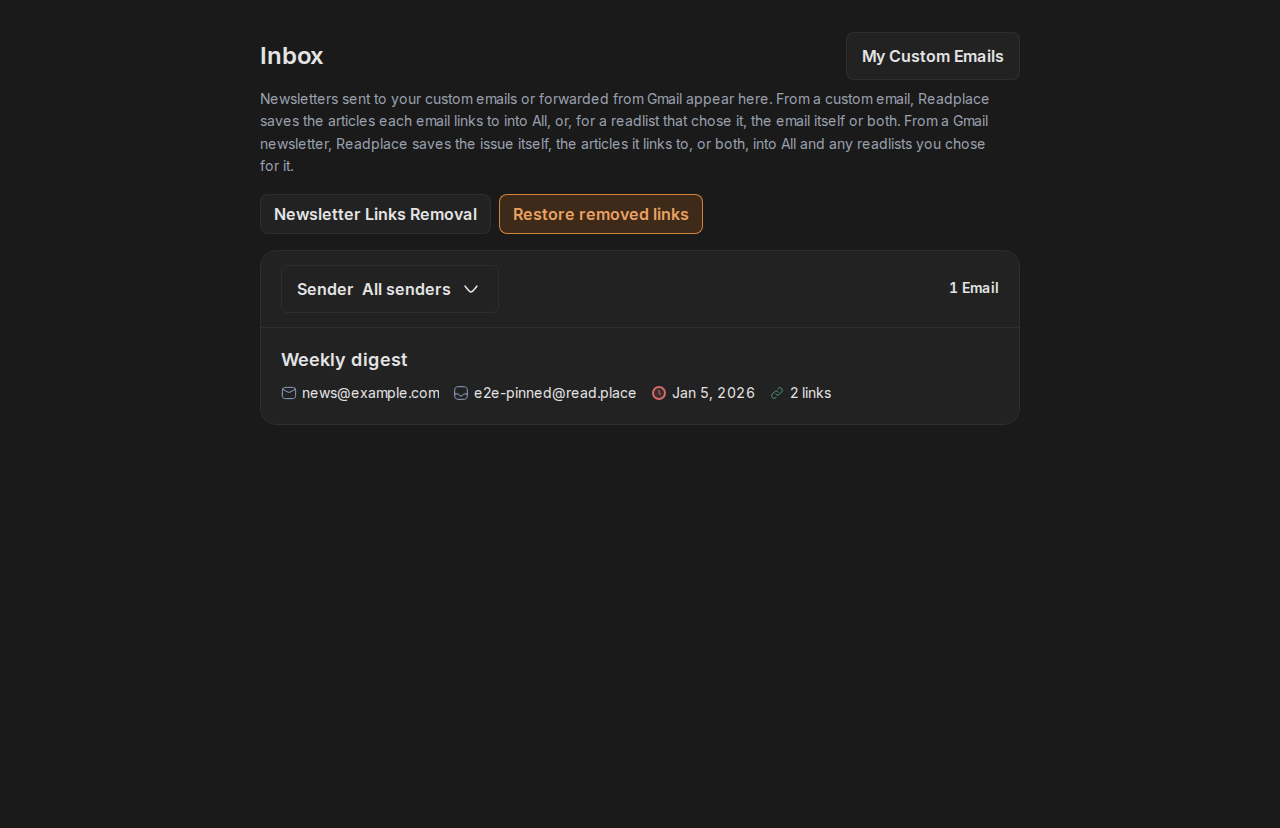 Inbox
My Custom Emails
Newsletters sent to your custom emails or forwarded from Gmail appear here. From a custom email, Readplace
saves the articles each email links to into All, or, for a readlist that chose it, the email itself or both. From a Gmail
newsletter, Readplace saves the issue itself, the articles it links to, or both, into All and any readlists you chose
for it.
Newsletter Links Removal
Restore removed links
Sender All senders
1 Email
Weekly digest
news@example.com e2e-pinned@read.place Jan 5, 2026 2 links